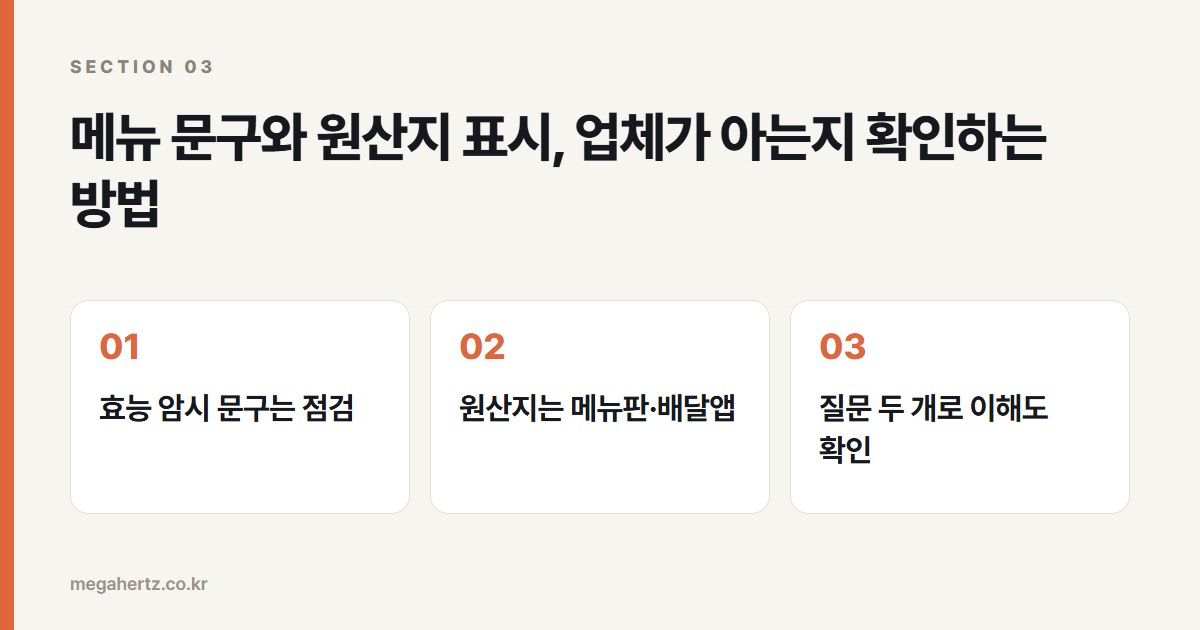 SECTION 03
메뉴 문구와 원산지 표시, 업체가 아는지 확인하는
방법
01
효능 암시 문구는 점검
02
원산지는 메뉴판·배달앱
03
질문 두 개로 이해도
확인
megahertz.co.kr